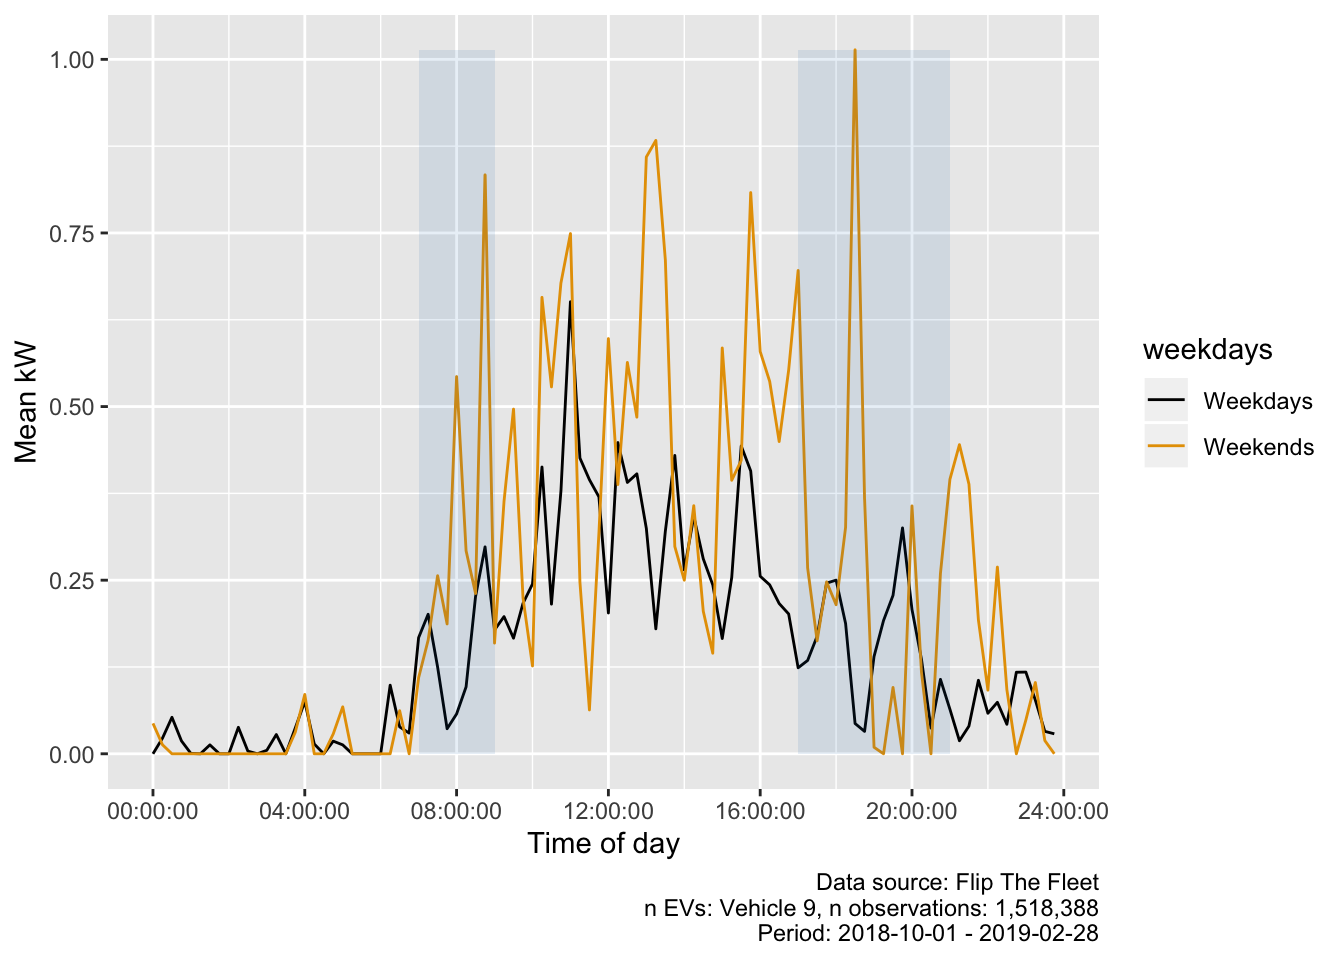 1.00
0.75
0.50
0.25
0.00
Mean kW
00:00:00 04:00:00 08:00:00 12:00:00 16:00:00 20:00:00 24:00:00
Time of day
weekdays
Weekdays
Weekends
Data source: Flip The Fleet
n EVs: Vehicle 9, n observations: 1,518,388
Period: 2018-10-01 - 2019-02-28